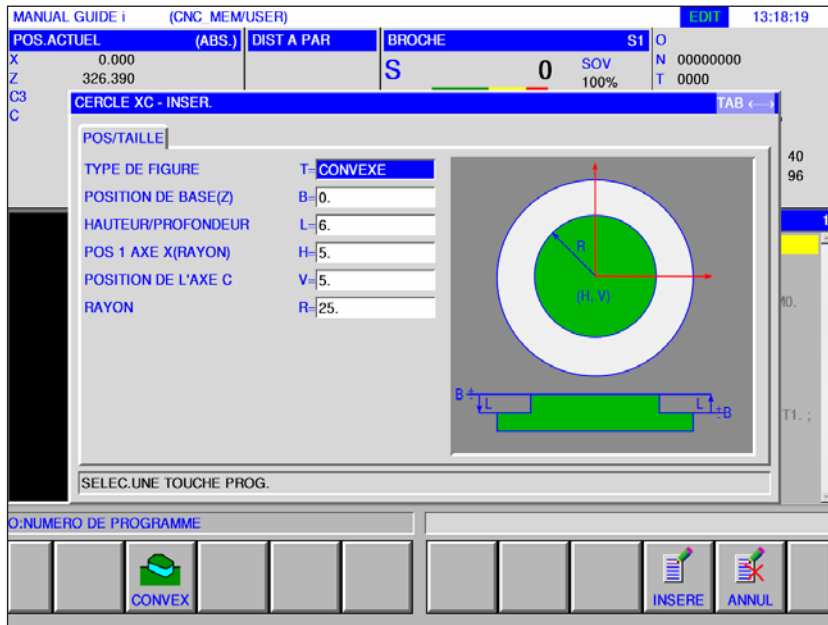 MANUAL GUIDE i (CNC_MEM/USER) EDIT 13:18:19
POS.ACTUEL (ABS.) DIST A PAR BROCHE S1 O
X 0.000 S 0 SOV 100% N 00000000
Z 326.390 T 0000
C3
C
CERCLE XC - INSER. TAB <-->
POS/TAILLE
TYPE DE FIGURE T=CONVEXE
POSITION DE BASE(Z) B=0.
HAUTEUR/PROFONDEUR L=6.
POS 1 AXE X(RAYON) H=5.
POSITION DE L'AXE C V=5.
RAYON R=25.
R
(H, V)
B± L L ±B
40
96
1
M0.
T1. ;
SELEC.UNE TOUCHE PROG.
O:NUMERO DE PROGRAMME
CONVEX INSERE ANNUL